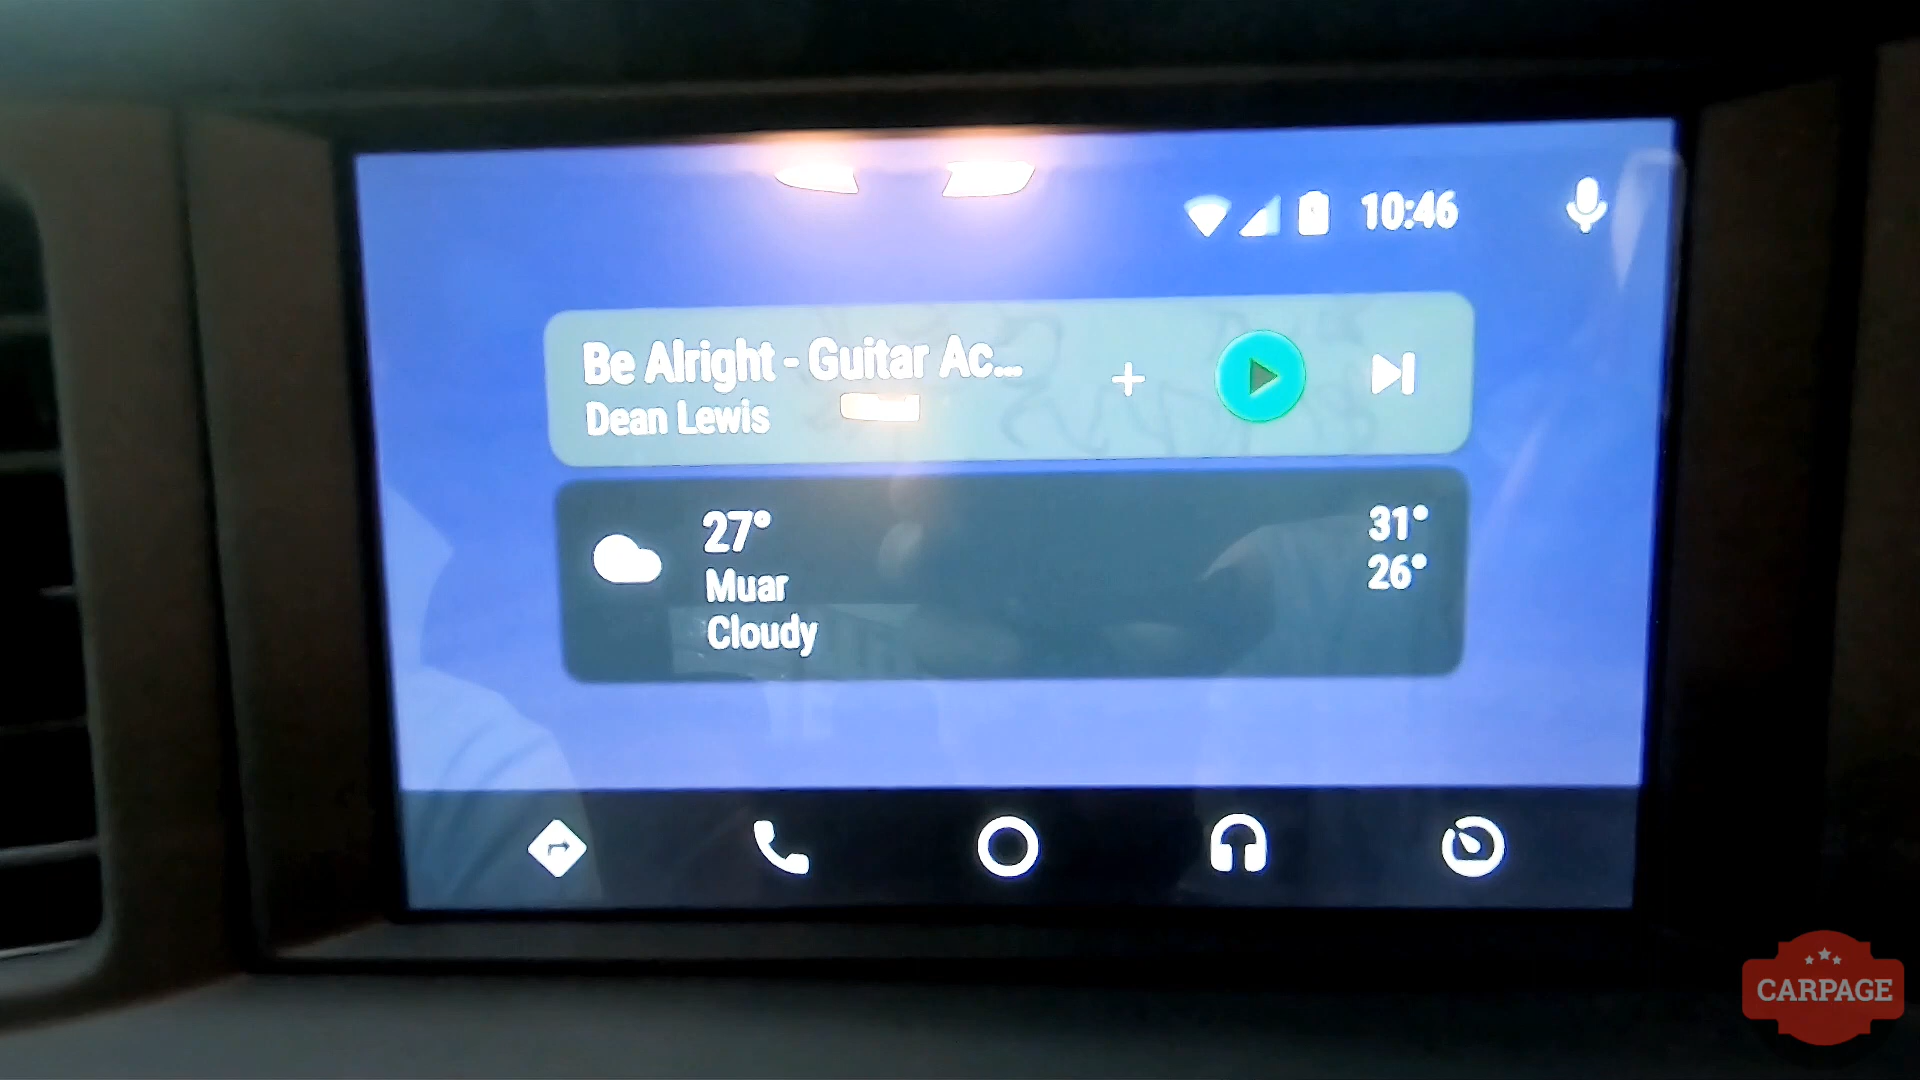 10:46
Be Alright - Guitar Ac...
Dean Lewis
27°
31°
26°
Muar
Cloudy
CARPAGE